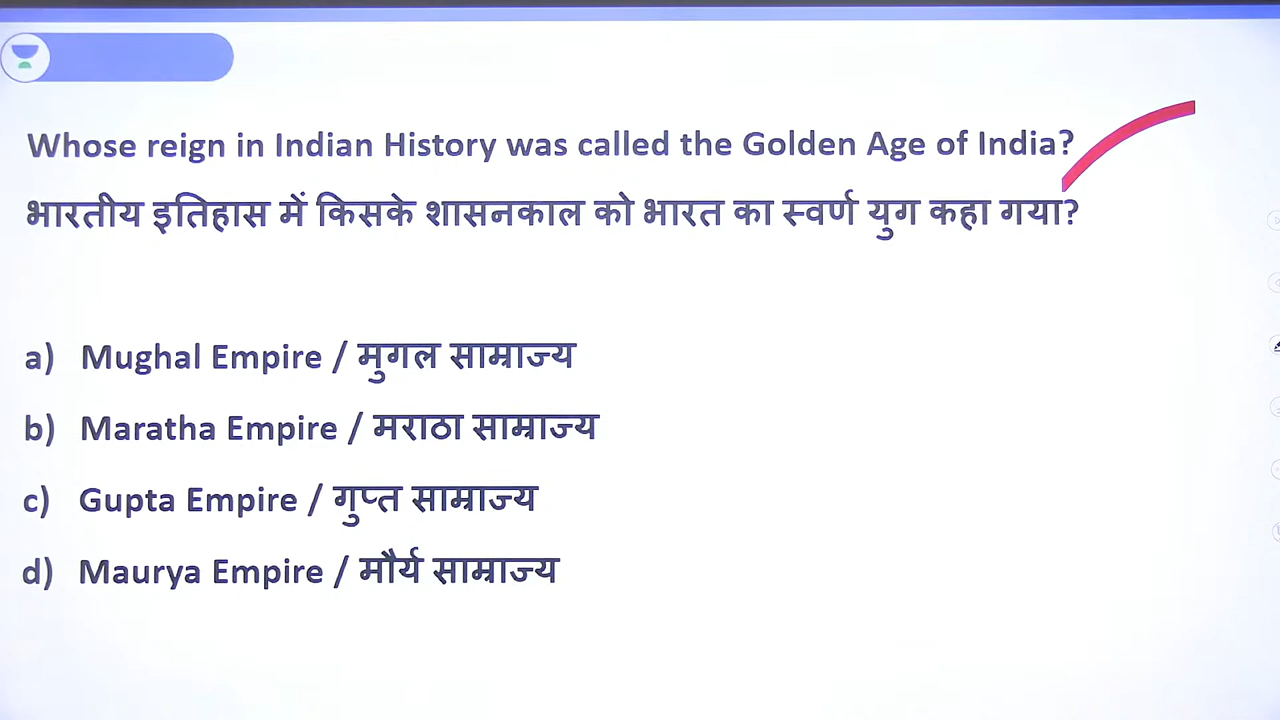 Whose reign in Indian History was called the Golden Age of India?
भारतीय इतिहास में किसके शासनकाल को भारत का स्वर्ण युग कहा गया?
a) Mughal Empire / मुगल साम्राज्य
b) Maratha Empire / मराठा साम्राज्य
c) Gupta Empire / गुप्त साम्राज्य
d) Maurya Empire / मौर्य साम्राज्य